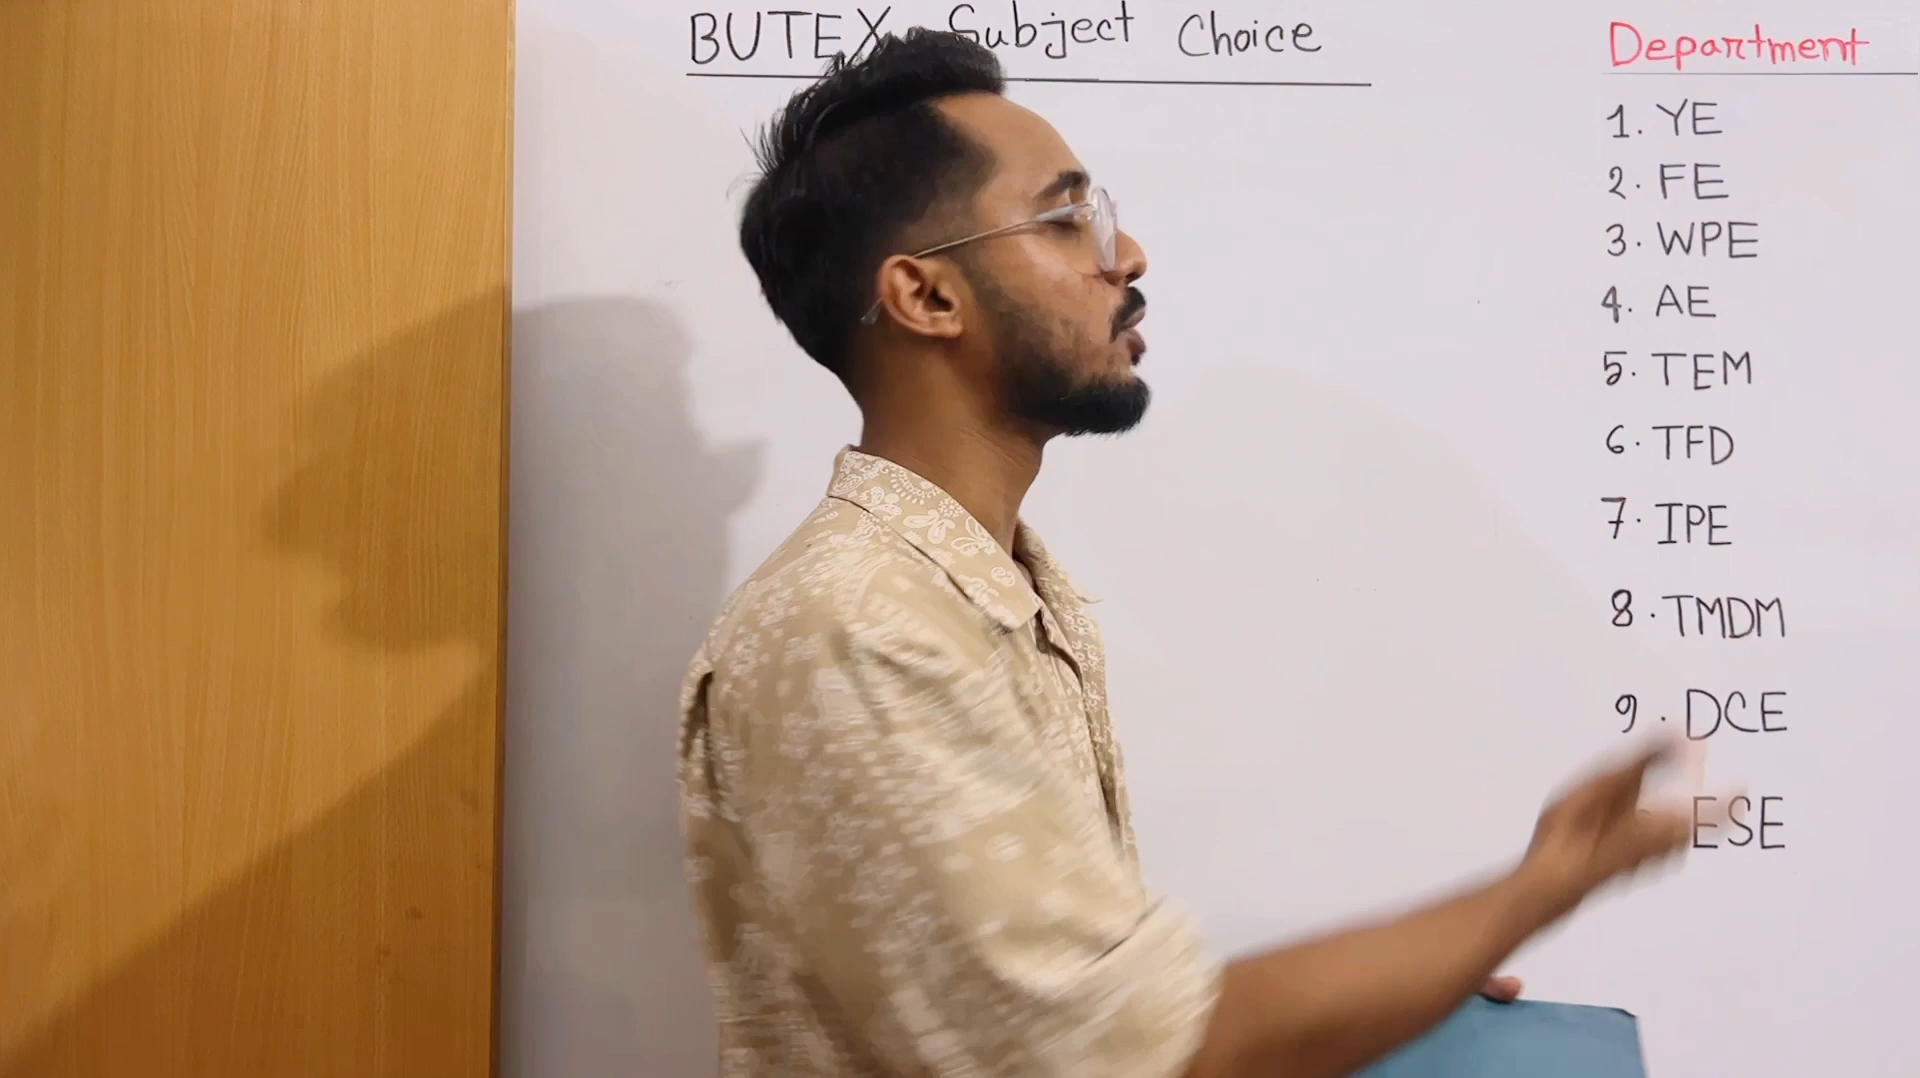 BUTEX Subject Choice
Department
1. YE
2. FE
3. WPE
4. AE
5. TEM
6. TFD
7. IPE
8. TMDM
9. DCE
ESE